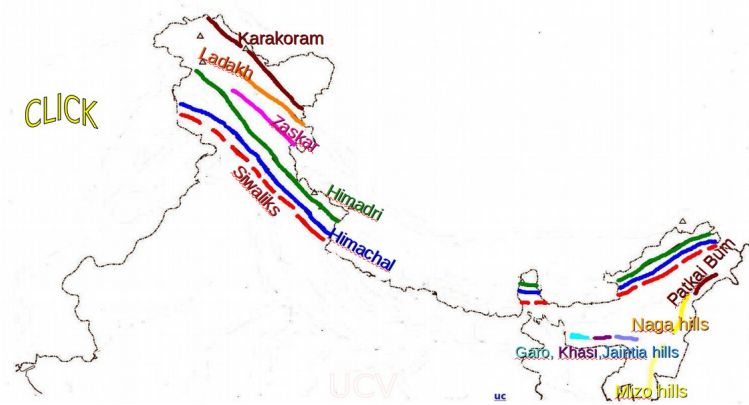 Karakoram
Ladakh
CLICK
Zaskar
Siwaliks
Himadri
Himachal
Patkai Bum
Naga hills
Garo, Khasi,Jaintia hills
UCV
uc
Mizo hills